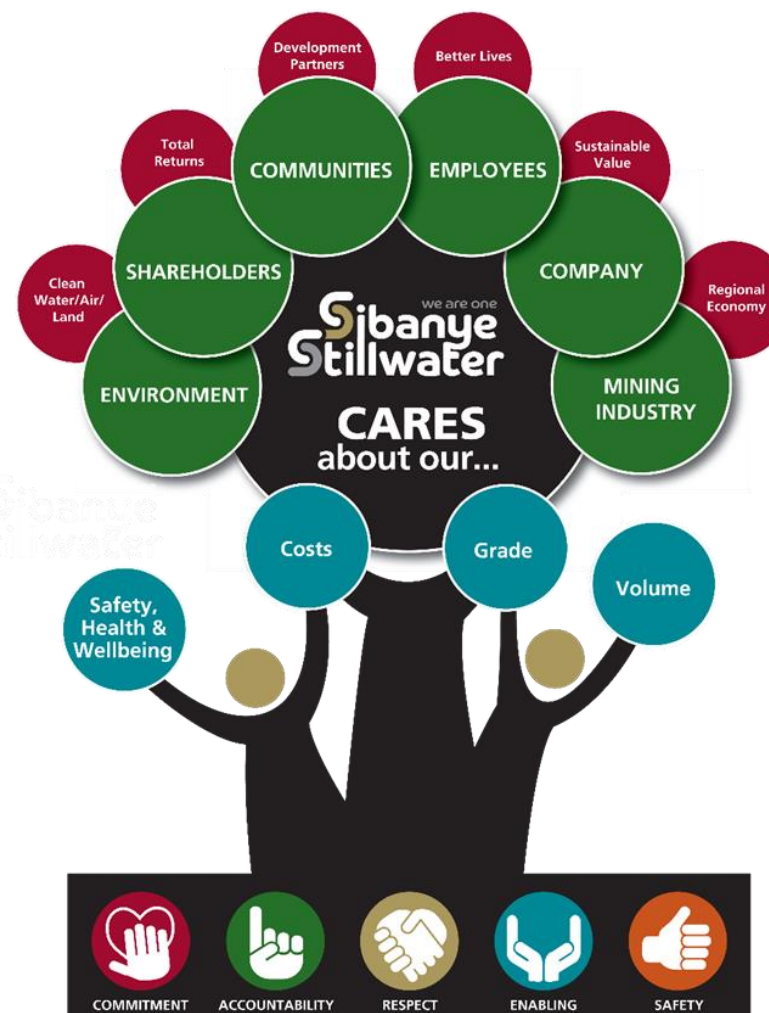 Development
Partners
Better Lives
Total
Returns
COMMUNITIES
EMPLOYEES
Sustainable
Value
Clean
Water/Air/
Land
SHAREHOLDERS
COMPANY
Regional
Economy
we are one
Sibanye
Stillwater
ENVIRONMENT
MINING
INDUSTRY
CARES
about our...
Costs
Grade
Safety,
Health &
Wellbeing
Volume
Sibanye
Stillwater
COMMITMENT
ACCOUNTABILITY
RESPECT
ENABLING
SAFETY